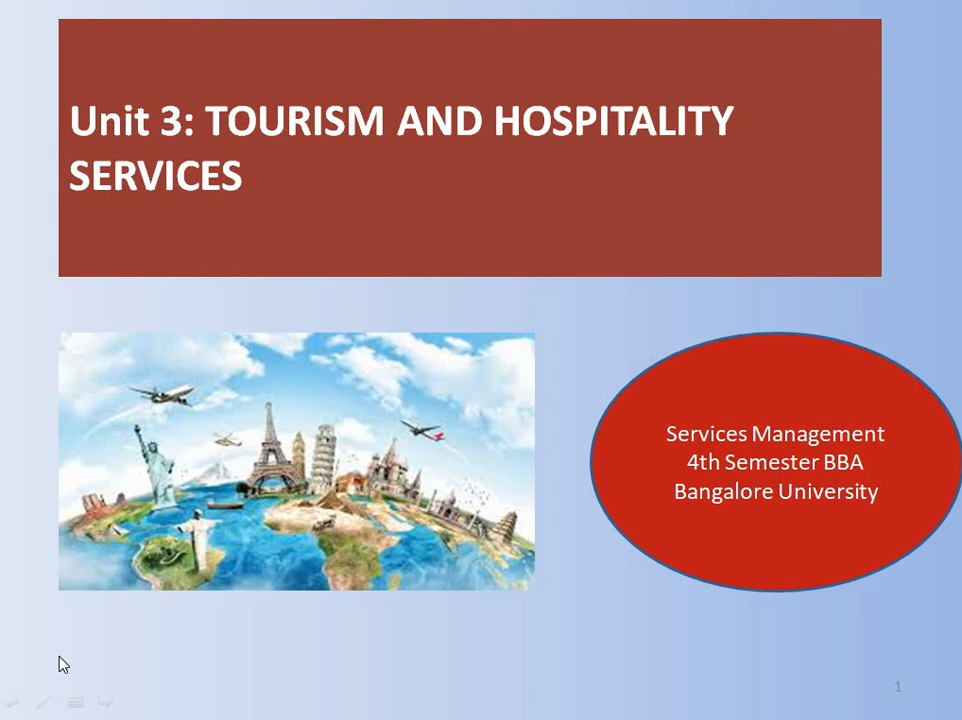 Unit 3: TOURISM AND HOSPITALITY
SERVICES
Services Management
4th Semester BBA
Bangalore University
1